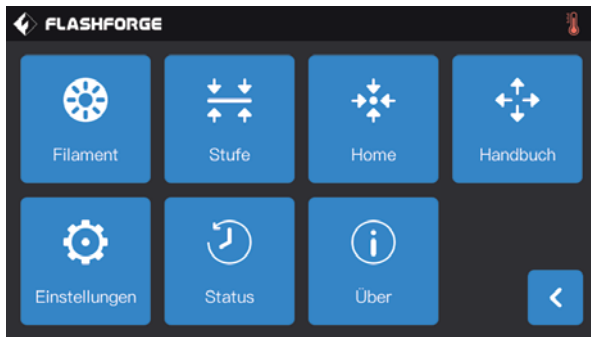 FLASHFORGE
Filament
Stufe
Home
Handbuch
Einstellungen
Status
Über